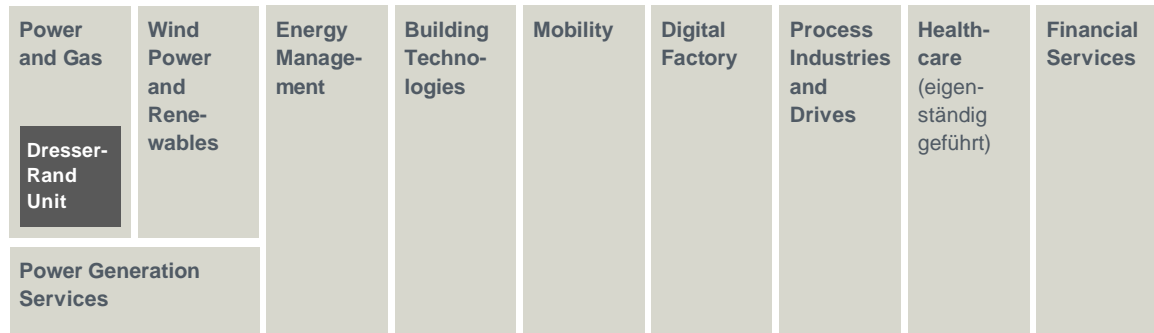 Power
and Gas
Dresser-
Rand
Unit
Wind
Power
and
Rene-
wables
Power Generation
Services
Energy
Manage-
ment
Building
Techno-
logies
Mobility
Digital
Factory
Process
Industries
and
Drives
Health-
care
(eigen-
ständig
geführt)
Financial
Services